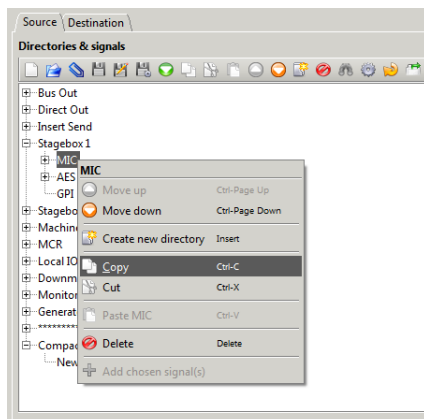 Source Destination
Directories & signals
Bus Out
Direct Out
Insert Send
Stagebox 1
MIC
MIC
AES
Move up Ctrl-Page Up
GPI
Move down Ctrl-Page Down
Stagebo
Machine
Create new directory Insert
MCR
Local IO
Copy Ctrl-C
Downm
Cut Ctrl-X
Monitor
Generat
Paste MIC Ctrl-V
*********
Compac
Delete Delete
New
Add chosen signal(s)